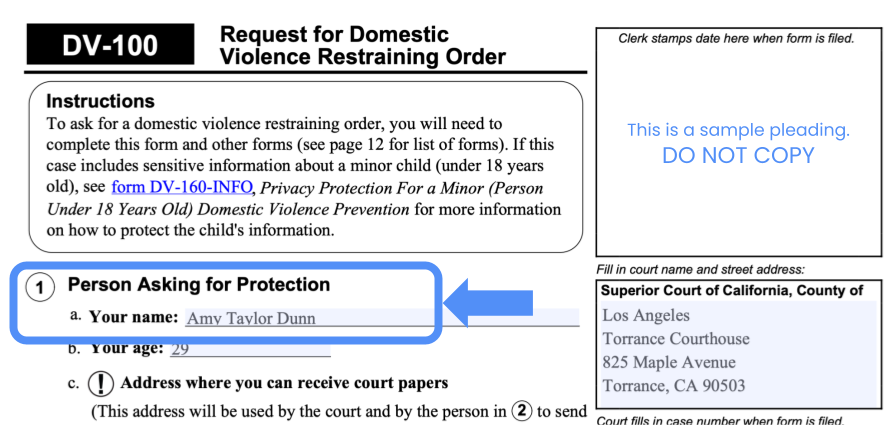 DV-100
Request for Domestic
Violence Restraining Order
Clerk stamps date here when form is filed.
This is a sample pleading.
DO NOT COPY
Instructions
To ask for a domestic violence restraining order, you will need to
complete this form and other forms (see page 12 for list of forms). If this
case includes sensitive information about a minor child (under 18 years
old), see form DV-160-INFO, Privacy Protection For a Minor (Person
Under 18 Years Old) Domestic Violence Prevention for more information
on how to protect the child's information.
Fill in court name and street address:
Superior Court of California, County of
Los Angeles
Torrance Courthouse
825 Maple Avenue
Torrance, CA 90503
Court fills in case number when form is filed.
1 Person Asking for Protection
a. Your name: Amy Taylor Dunn
b. Your age: 29
c. ! Address where you can receive court papers
(This address will be used by the court and by the person in 2 to send